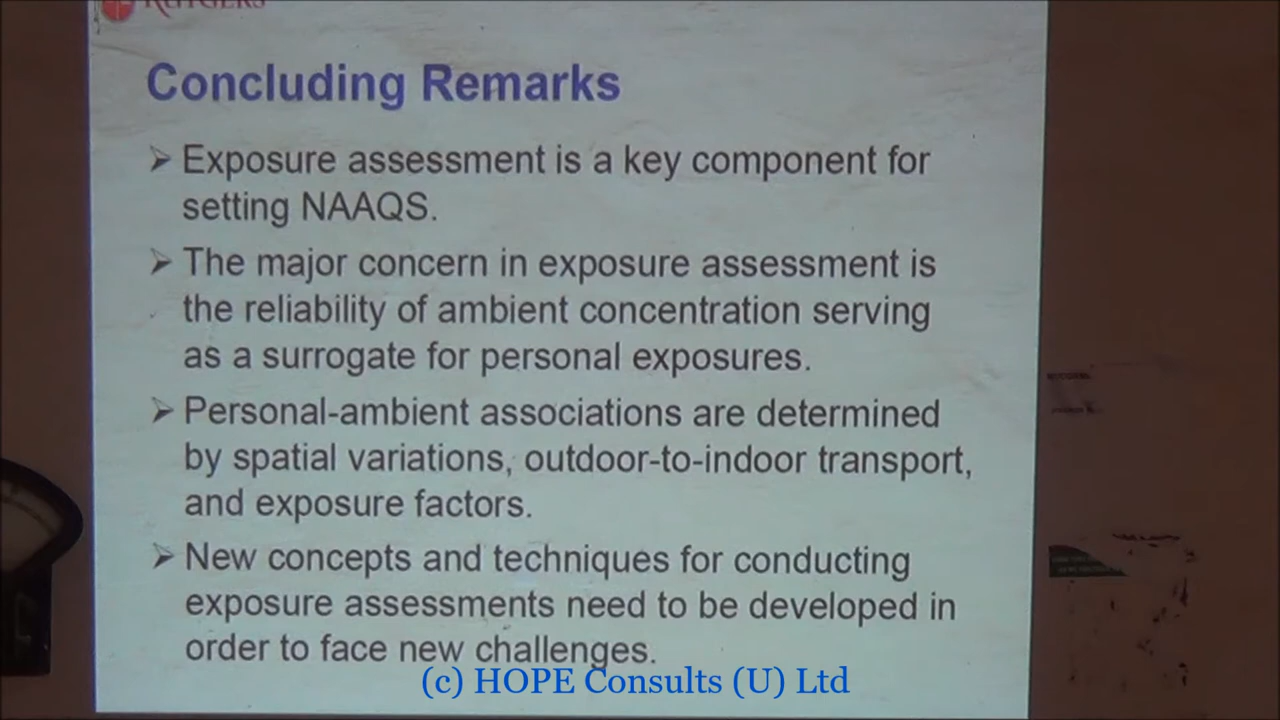 RUTGERS
Concluding Remarks
➢ Exposure assessment is a key component for
setting NAAQS.
➢ The major concern in exposure assessment is
the reliability of ambient concentration serving
as a surrogate for personal exposures.
➢ Personal-ambient associations are determined
by spatial variations, outdoor-to-indoor transport,
and exposure factors.
➢ New concepts and techniques for conducting
exposure assessments need to be developed in
order to face new challenges.
(c) HOPE Consults (U) Ltd